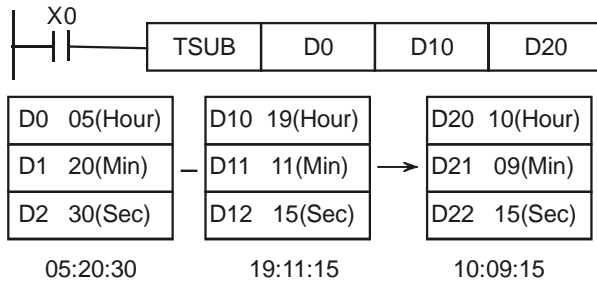 X0
TSUB D0 D10 D20
D0 05(Hour) D10 19(Hour) D20 10(Hour)
D1 20(Min) – D11 11(Min) → D21 09(Min)
D2 30(Sec) D12 15(Sec) D22 15(Sec)
05:20:30 19:11:15 10:09:15